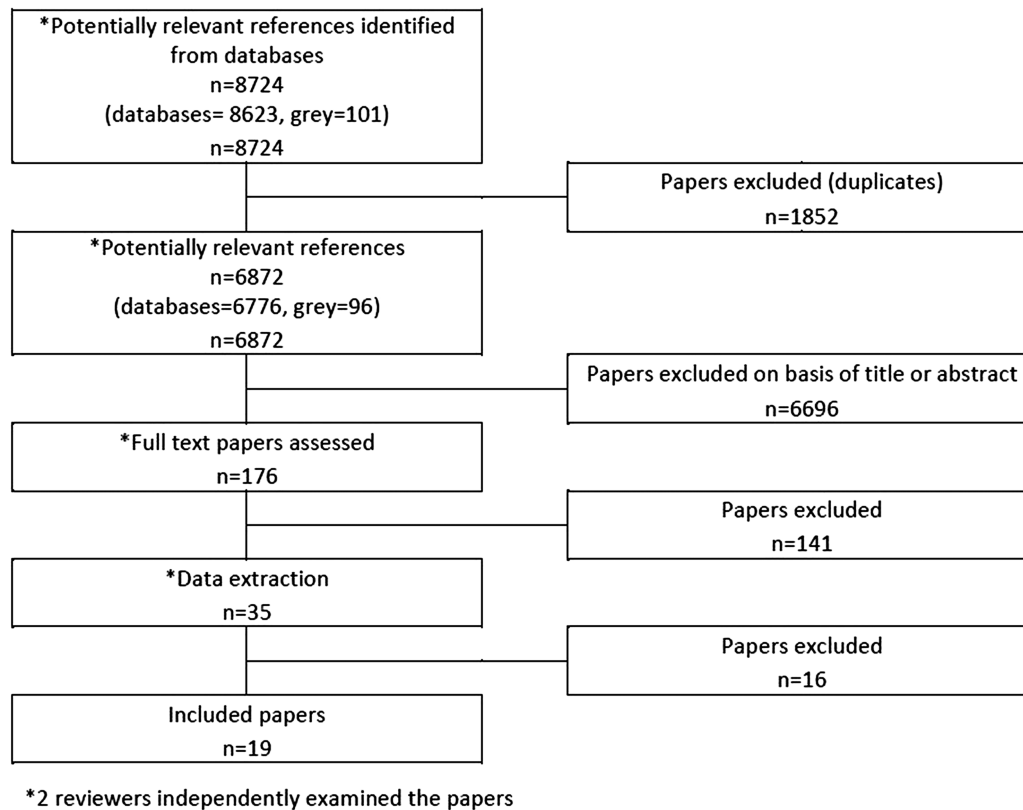 *Potentially relevant references identified
from databases
n=8724
(databases= 8623, grey=101)
n=8724
Papers excluded (duplicates)
n=1852
*Potentially relevant references
n=6872
(databases=6776, grey=96)
n=6872
Papers excluded on basis of title or abstract
n=6696
*Full text papers assessed
n=176
Papers excluded
n=141
*Data extraction
n=35
Papers excluded
n=16
Included papers
n=19
*2 reviewers independently examined the papers